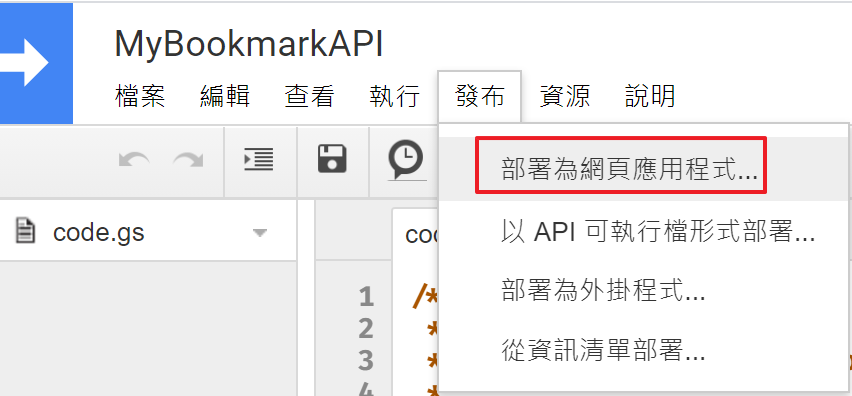 MyBookmarkAPI
檔案 編輯 查看 執行 發布 資源 說明
部署為網頁應用程式...
以 API 可執行檔形式部署...
部署為外掛程式...
從資訊清單部署...
code.gs
1 /*
2 *
3 *
4 *